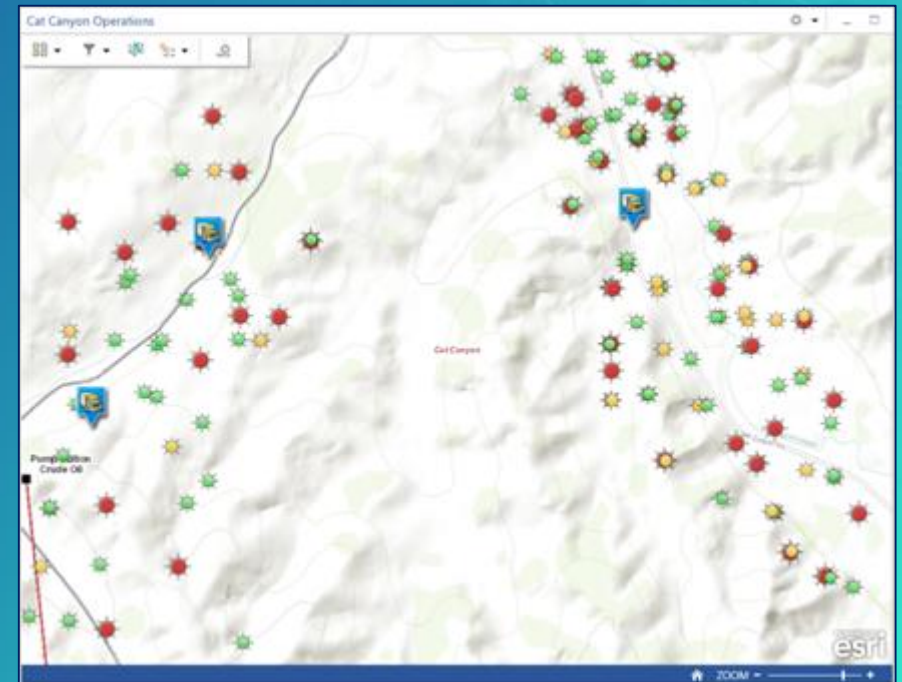 Cat Canyon Operations
Cat Canyon
Pump Station
Crude Oil
esri
ZOOM